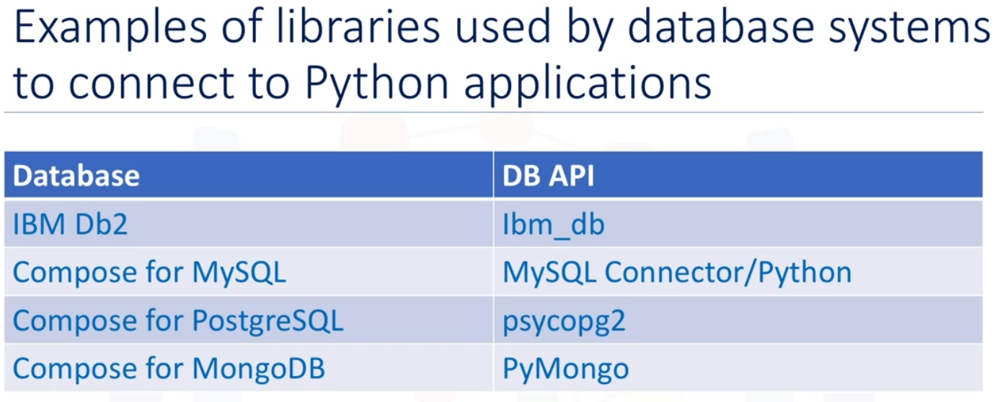 Examples of libraries used by database systems
to connect to Python applications
Database DB API
IBM Db2 Ibm_db
Compose for MySQL MySQL Connector/Python
Compose for PostgreSQL psycopg2
Compose for MongoDB PyMongo